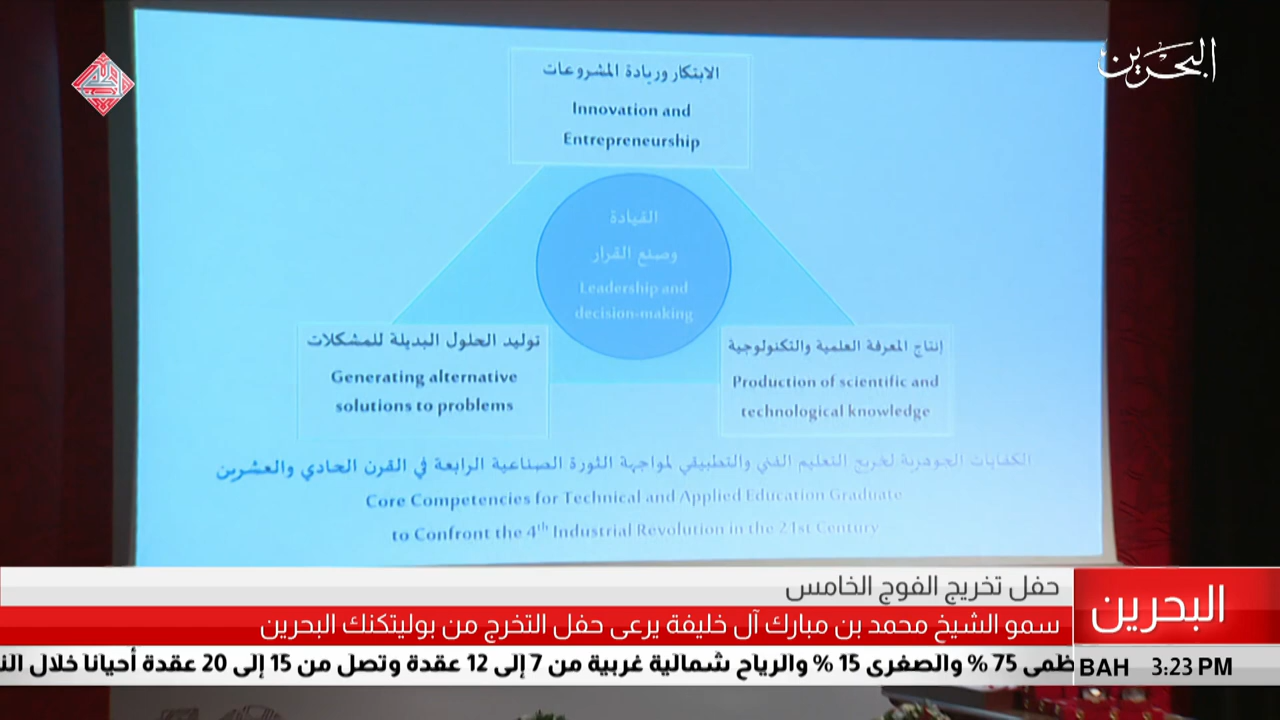 البحرين
الابتكار وريادة المشروعات
Innovation and
Entrepreneurship
القيادة
وصنع القرار
Leadership and
decision-making
توليد الحلول البديلة للمشكلات
Generating alternative
solutions to problems
إنتاج المعرفة العلمية والتكنولوجية
Production of scientific and
technological knowledge
الكفايات الجوهرية لخريج التعليم الفني والتطبيقي لمواجهة الثورة الصناعية الرابعة في القرن الحادي والعشرين
Core Competencies for Technical and Applied Education Graduate
to Confront the 4th Industrial Revolution in the 21st Century
حفل تخريج الفوج الخامس
البحرين
سمو الشيخ محمد بن مبارك آل خليفة يرعى حفل التخرج من بوليتكنك البحرين
ظمى 75 % والصغرى 15 % والرياح شمالية غربية من 7 إلى 12 عقدة وتصل من 15 إلى 20 عقدة أحيانا خلال الن
BAH 3:23 PM